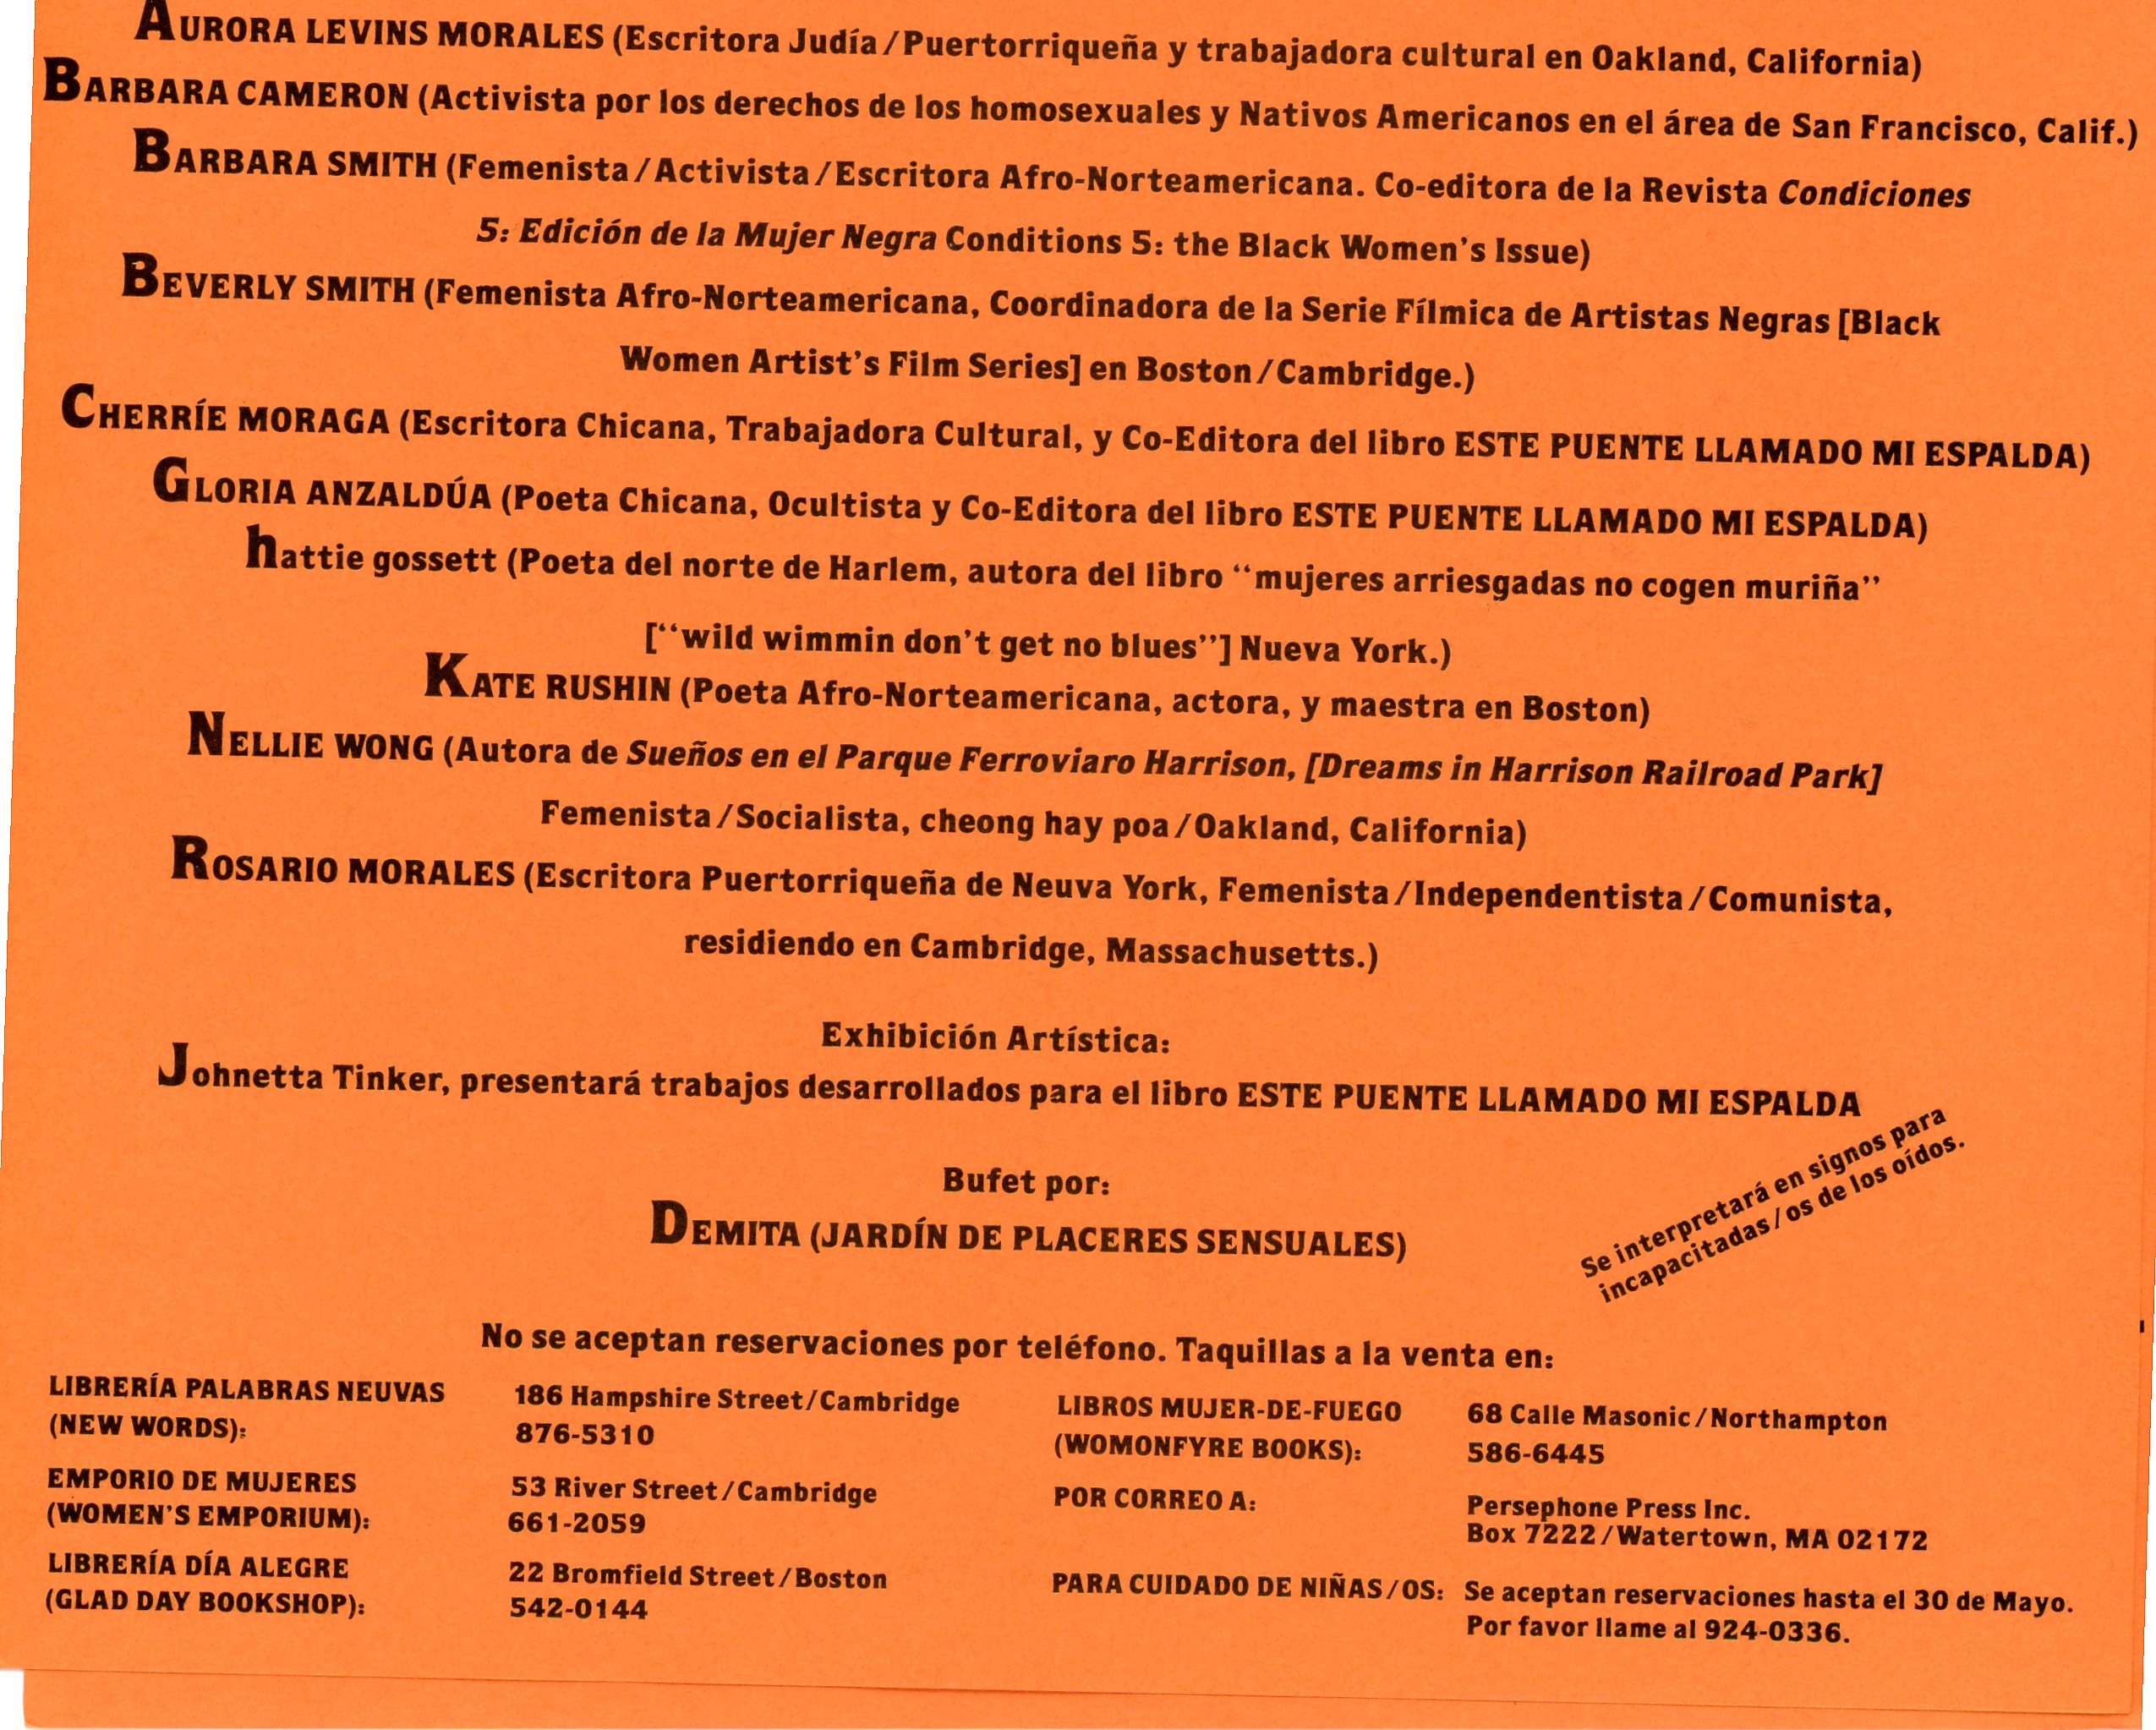 AURORA LEVINS MORALES (Escritora Judía/Puertorriqueña y trabajadora cultural en Oakland, California)
BARBARA CAMERON (Activista por los derechos de los homosexuales y Nativos Americanos en el área de San Francisco, Calif.)
BARBARA SMITH (Femenista/Activista/Escritora Afro-Norteamericana. Co-editora de la Revista Condiciones
5: Edición de la Mujer Negra Conditions 5: the Black Women's Issue)
BEVERLY SMITH (Femenista Afro-Norteamericana, Coordinadora de la Serie Fílmica de Artistas Negras [Black
Women Artist's Film Series] en Boston/Cambridge.)
CHERRÍE MORAGA (Escritora Chicana, Trabajadora Cultural, y Co-Editora del libro ESTE PUENTE LLAMADO MI ESPALDA)
GLORIA ANZALDÚA (Poeta Chicana, Ocultista y Co-Editora del libro ESTE PUENTE LLAMADO MI ESPALDA)
hattie gossett (Poeta del norte de Harlem, autora del libro "mujeres arriesgadas no cogen muriña"
["wild wimmin don't get no blues"] Nueva York.)
KATE RUSHIN (Poeta Afro-Norteamericana, actora, y maestra en Boston)
NELLIE WONG (Autora de Sueños en el Parque Ferroviaro Harrison, [Dreams in Harrison Railroad Park]
Femenista/Socialista, cheong hay poa/Oakland, California)
ROSARIO MORALES (Escritora Puertorriqueña de Neuva York, Femenista/Independentista/Comunista,
residiendo en Cambridge, Massachusetts.)
Exhibición Artística:
Johnetta Tinker, presentará trabajos desarrollados para el libro ESTE PUENTE LLAMADO MI ESPALDA
Se interpretará en signos para
incapacitadas/os de los oídos.
Bufet por:
DEMITA (JARDÍN DE PLACERES SENSUALES)
No se aceptan reservaciones por teléfono. Taquillas a la venta en:
LIBRERÍA PALABRAS NEUVAS
(NEW WORDS):
186 Hampshire Street/Cambridge
876-5310
EMPORIO DE MUJERES
(WOMEN'S EMPORIUM):
53 River Street/Cambridge
661-2059
LIBRERÍA DÍA ALEGRE
(GLAD DAY BOOKSHOP):
22 Bromfield Street/Boston
542-0144
LIBROS MUJER-DE-FUEGO
(WOMONFYRE BOOKS):
68 Calle Masonic/Northampton
586-6445
POR CORREO A:
Persephone Press Inc.
Box 7222/Watertown, MA 02172
PARA CUIDADO DE NIÑAS/OS:
Se aceptan reservaciones hasta el 30 de Mayo.
Por favor llame al 924-0336.